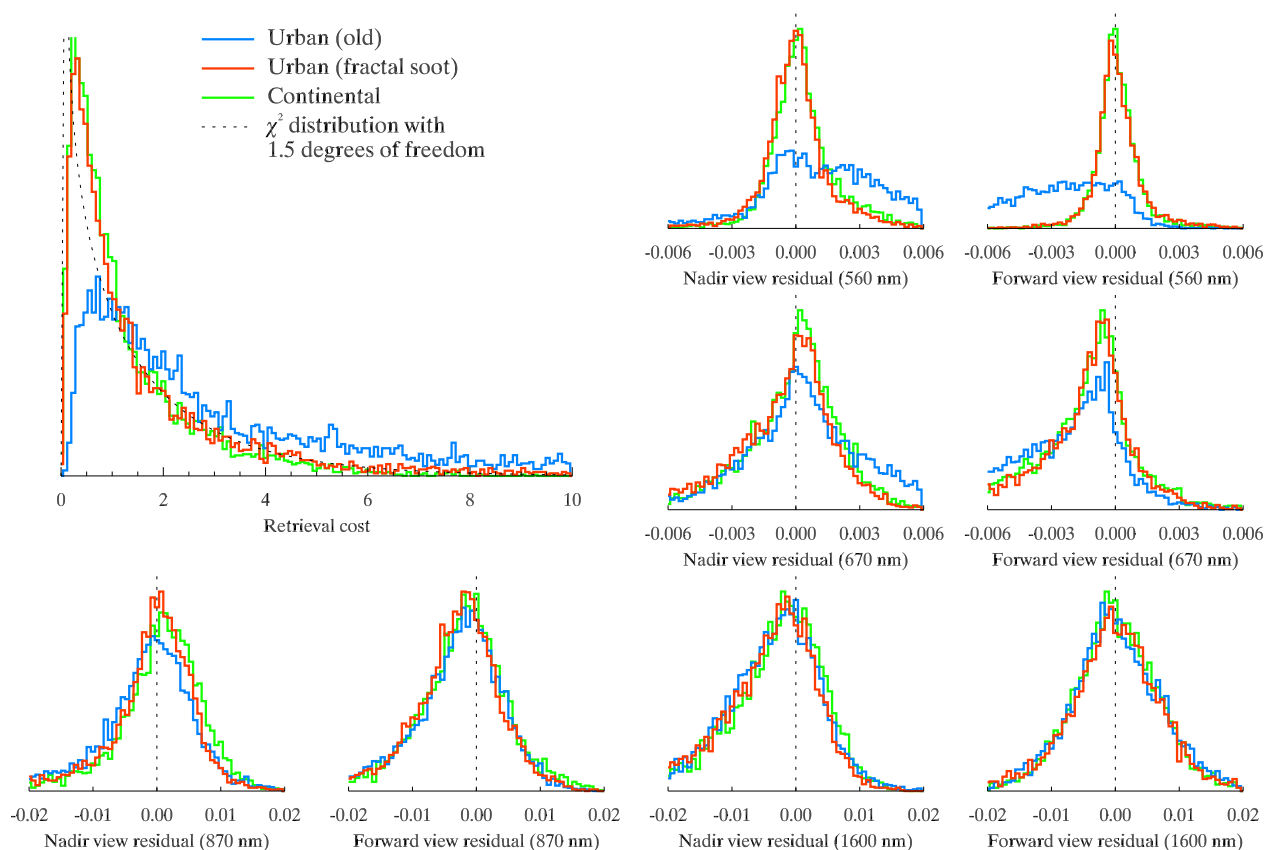 Urban (old)
Urban (fractal soot)
Continental
χ² distribution with
1.5 degrees of freedom
0 2 4 6 8 10
Retrieval cost
-0.006 -0.003 0.000 0.003 0.006
Nadir view residual (560 nm)
-0.006 -0.003 0.000 0.003 0.006
Forward view residual (560 nm)
-0.006 -0.003 0.000 0.003 0.006
Nadir view residual (670 nm)
-0.006 -0.003 0.000 0.003 0.006
Forward view residual (670 nm)
-0.02 -0.01 0.00 0.01 0.02
Nadir view residual (870 nm)
-0.02 -0.01 0.00 0.01 0.02
Forward view residual (870 nm)
-0.02 -0.01 0.00 0.01 0.02
Nadir view residual (1600 nm)
-0.02 -0.01 0.00 0.01 0.02
Forward view residual (1600 nm)